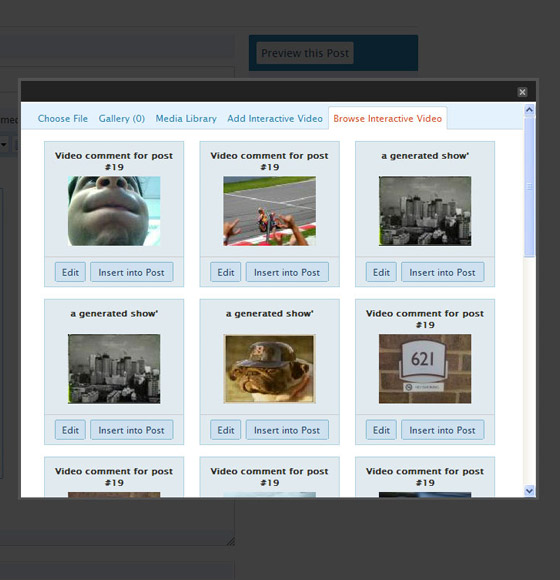 Preview this Post
Choose File Gallery (0) Media Library Add Interactive Video Browse Interactive Video
Video comment for post
#19
Edit Insert into Post
Video comment for post
#19
Edit Insert into Post
a generated show'
Edit Insert into Post
a generated show'
Edit Insert into Post
a generated show'
Edit Insert into Post
Video comment for post
#19
621
Edit Insert into Post
Video comment for post
#19
Video comment for post
#19
Video comment for post
#19